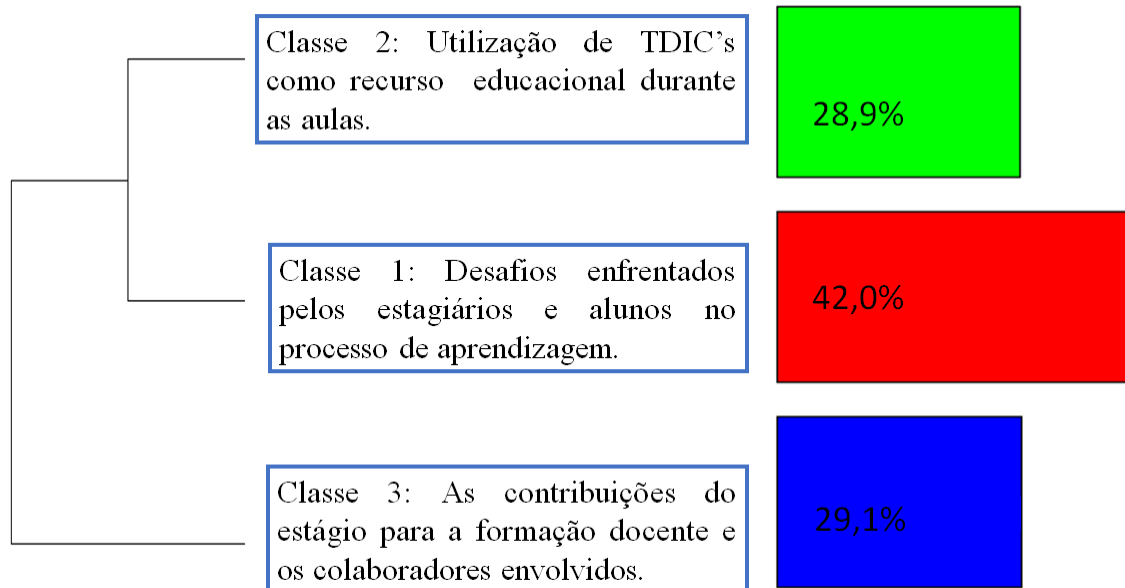 Classe 2: Utilização de TDIC's
como recurso educacional durante
as aulas.
28,9%
Classe 1: Desafios enfrentados
pelos estagiários e alunos no
processo de aprendizagem.
42,0%
Classe 3: As contribuições do
estágio para a formação docente e
os colaboradores envolvidos.
29,1%